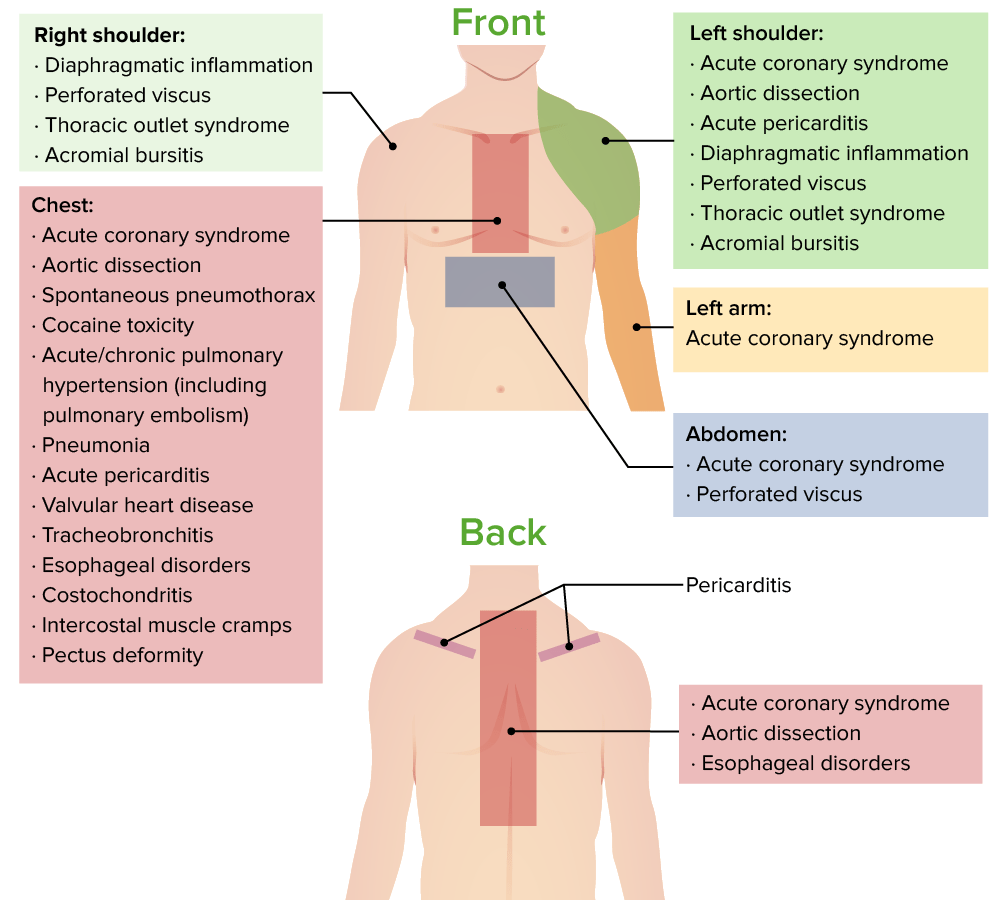 Front
Right shoulder:
· Diaphragmatic inflammation
· Perforated viscus
· Thoracic outlet syndrome
· Acromial bursitis
Chest:
· Acute coronary syndrome
· Aortic dissection
· Spontaneous pneumothorax
· Cocaine toxicity
· Acute/chronic pulmonary
hypertension (including
pulmonary embolism)
· Pneumonia
· Acute pericarditis
· Valvular heart disease
· Tracheobronchitis
· Esophageal disorders
· Costochondritis
· Intercostal muscle cramps
· Pectus deformity
Left shoulder:
· Acute coronary syndrome
· Aortic dissection
· Acute pericarditis
· Diaphragmatic inflammation
· Perforated viscus
· Thoracic outlet syndrome
· Acromial bursitis
Left arm:
Acute coronary syndrome
Abdomen:
· Acute coronary syndrome
· Perforated viscus
Back
Pericarditis
· Acute coronary syndrome
· Aortic dissection
· Esophageal disorders